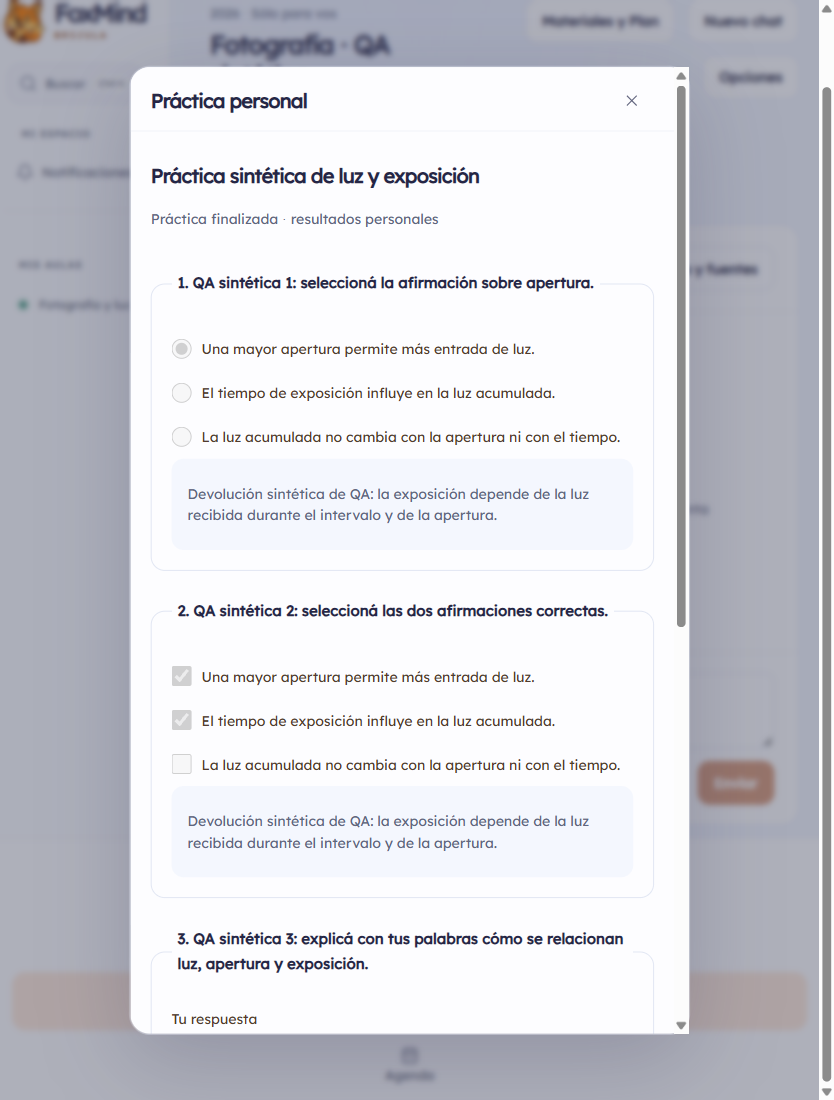 FoxMind
Fotografía · QA
Materiales y Plan
Nuevo chat
Buscar
Opciones
Notificaciones
y fuentes
Enviar
Agenda
Práctica personal
Práctica sintética de luz y exposición
Práctica finalizada · resultados personales
1. QA sintética 1: seleccioná la afirmación sobre apertura.
Una mayor apertura permite más entrada de luz.
El tiempo de exposición influye en la luz acumulada.
La luz acumulada no cambia con la apertura ni con el tiempo.
Devolución sintética de QA: la exposición depende de la luz
recibida durante el intervalo y de la apertura.
2. QA sintética 2: seleccioná las dos afirmaciones correctas.
Una mayor apertura permite más entrada de luz.
El tiempo de exposición influye en la luz acumulada.
La luz acumulada no cambia con la apertura ni con el tiempo.
Devolución sintética de QA: la exposición depende de la luz
recibida durante el intervalo y de la apertura.
3. QA sintética 3: explicá con tus palabras cómo se relacionan
luz, apertura y exposición.
Tu respuesta